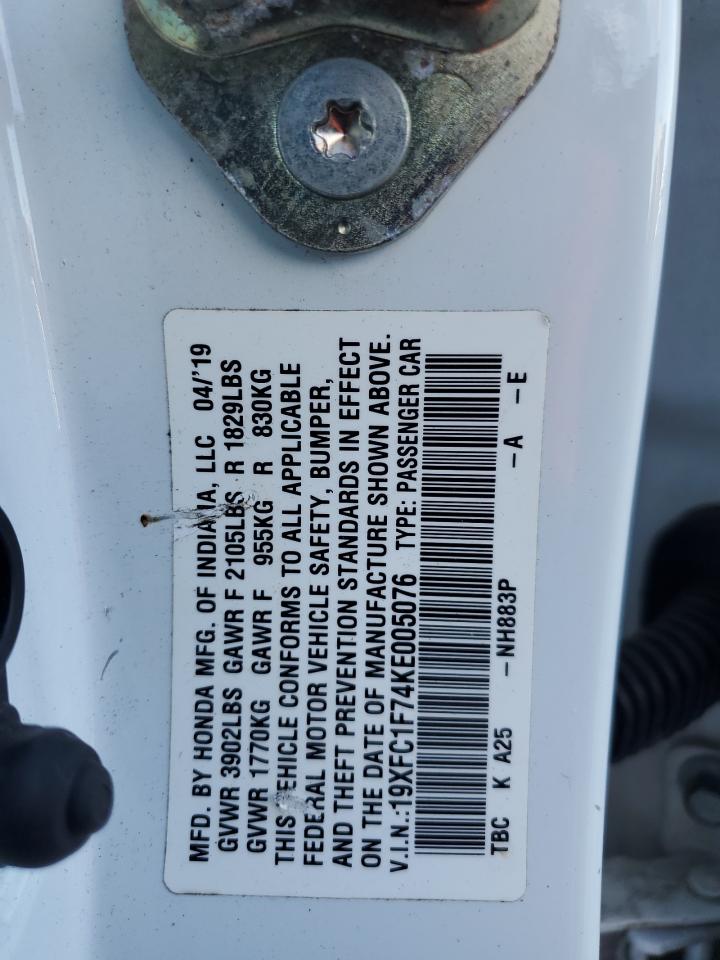 MFD. BY HONDA MFG. OF INDIANA, LLC 04/'19
GVWR 3902LBS GAWR F 2105LBS R 1829LBS
GVWR 1770KG GAWR F 955KG R 830KG
THIS VEHICLE CONFORMS TO ALL APPLICABLE
FEDERAL MOTOR VEHICLE SAFETY, BUMPER,
AND THEFT PREVENTION STANDARDS IN EFFECT
ON THE DATE OF MANUFACTURE SHOWN ABOVE.
V.I.N.:19XFC1F74KE005076 TYPE: PASSENGER CAR
TBC K A25 -NH883P -A -E